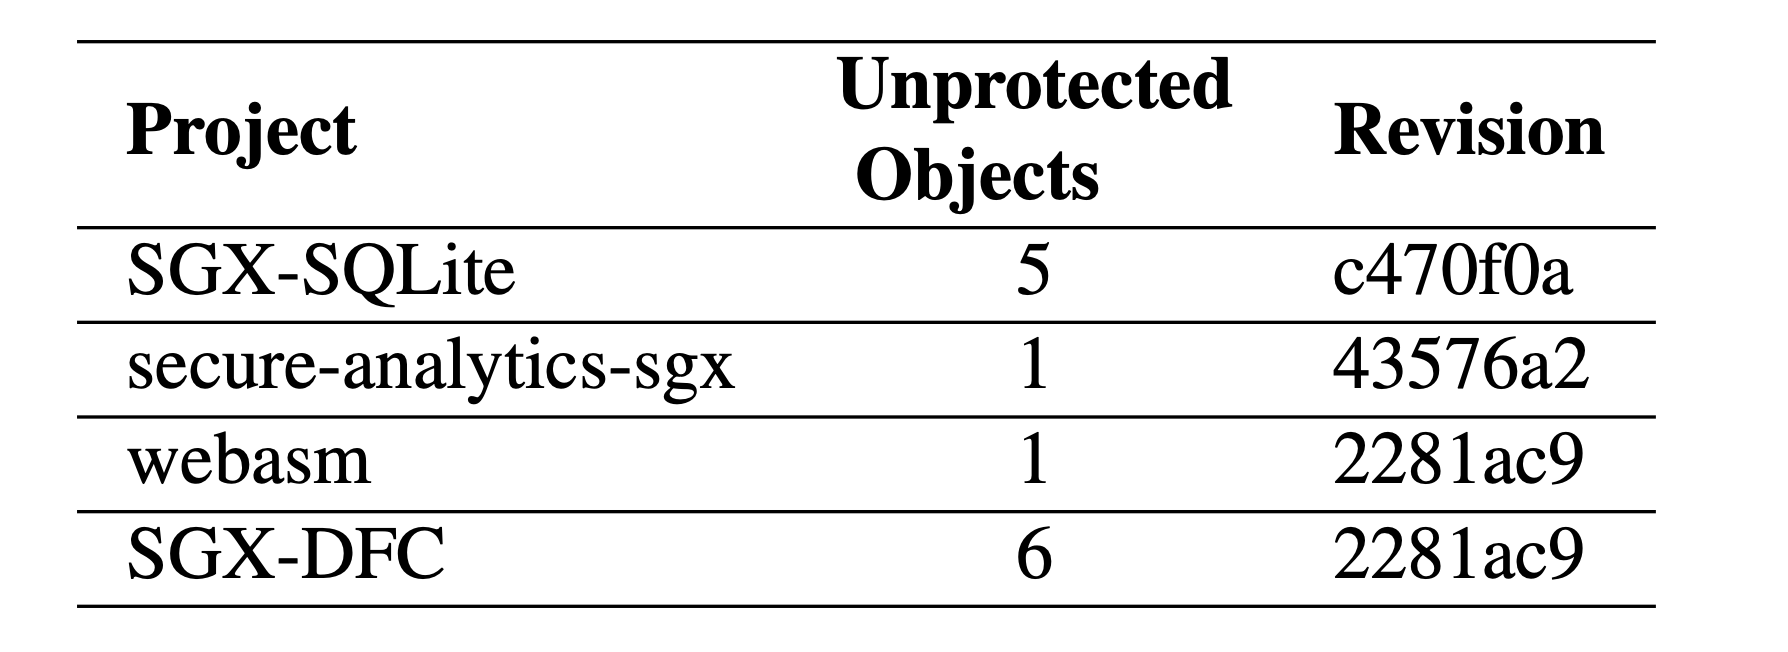 Project Unprotected Objects Revision
SGX-SQLite 5 c470f0a
secure-analytics-sgx 1 43576a2
webasm 1 2281ac9
SGX-DFC 6 2281ac9